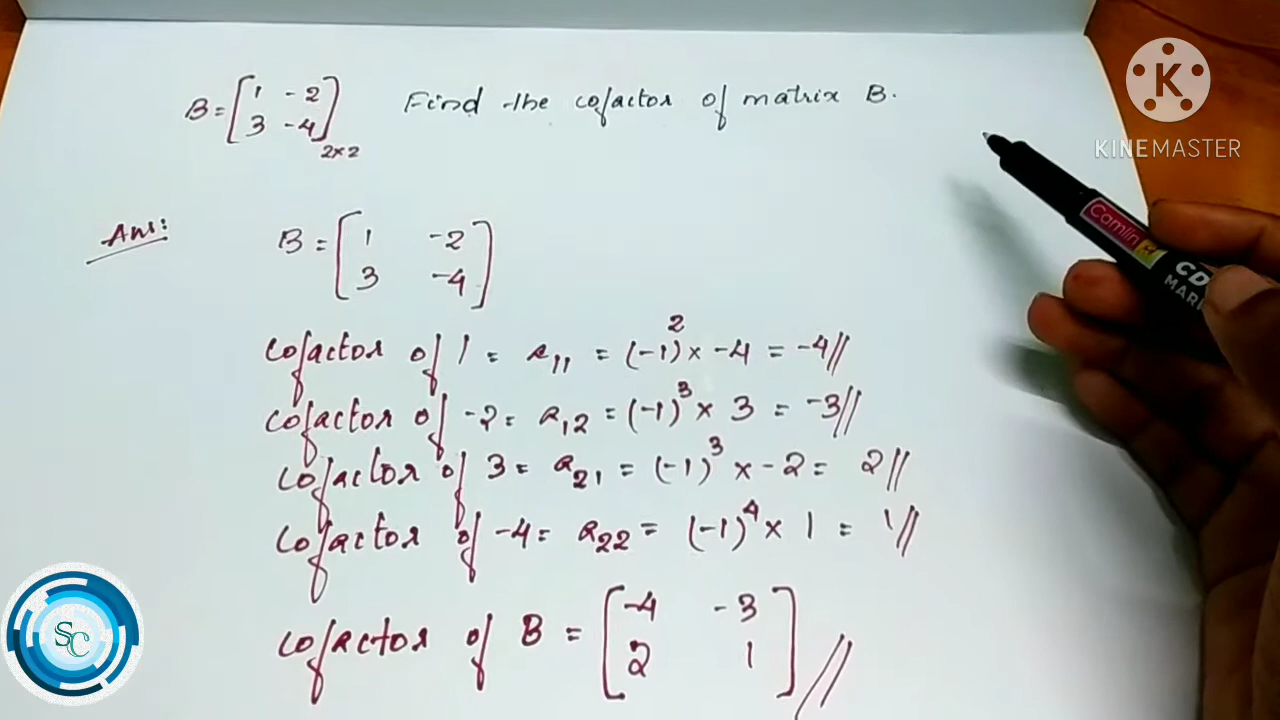 B = [1 -2
3 -4] 2×2 Find the cofactor of matrix B.
K
KINEMASTER
Ans:
B = [1 -2
3 -4]
Camlin
CD
MAR
cofactor of 1 = a11 = (-1)^2 × -4 = -4//
cofactor of -2 = a12 = (-1)^3 × 3 = -3//
cofactor of 3 = a21 = (-1)^3 × -2 = 2//
cofactor of -4 = a22 = (-1)^4 × 1 = 1//
cofactor of B = [-4 -3
2 1] //
SC